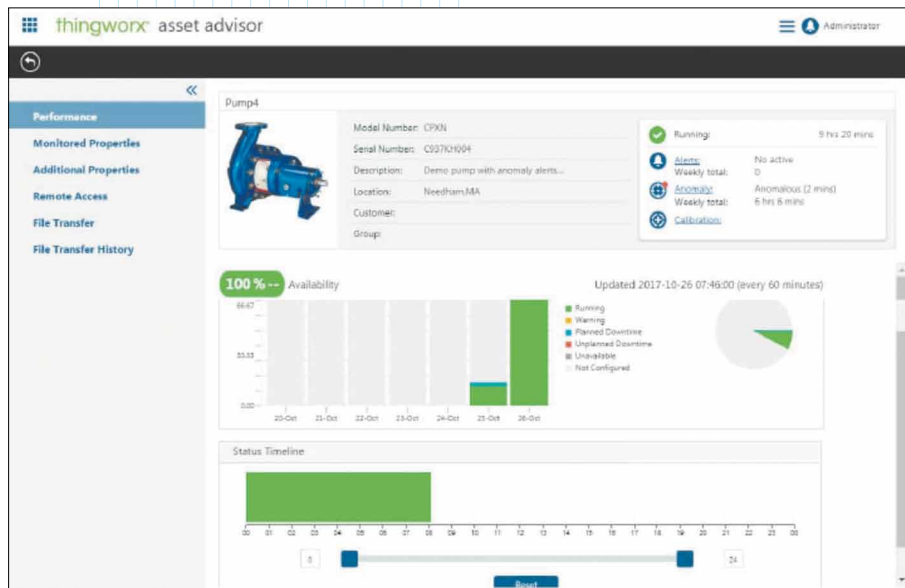 thingworx asset advisor
Administrator
Performance
Monitored Properties
Additional Properties
Remote Access
File Transfer
File Transfer History
Pump4
Model Number: CPXN
Serial Number: C937KH004
Description: Demo pump with anomaly alerts...
Location: Needham,MA
Customer:
Group:
Running: 9 hrs 20 mins
Alerts: No active
Weekly total: 0
Anomaly: Anomalous (2 mins)
Weekly total: 6 hrs 6 mins
Calibration:
100 % -- Availability
Updated 2017-10-26 07:46:00 (every 60 minutes)
66.67
33.33
0.00
20-Oct 21-Oct 22-Oct 23-Oct 24-Oct 25-Oct 26-Oct
Running
Warning
Planned Downtime
Unplanned Downtime
Unavailable
Not Configured
Status Timeline
00 01 02 03 04 05 06 07 08 09 10 11 12 13 14 15 16 17 18 19 20 21 22 23 00
0
24
Reset